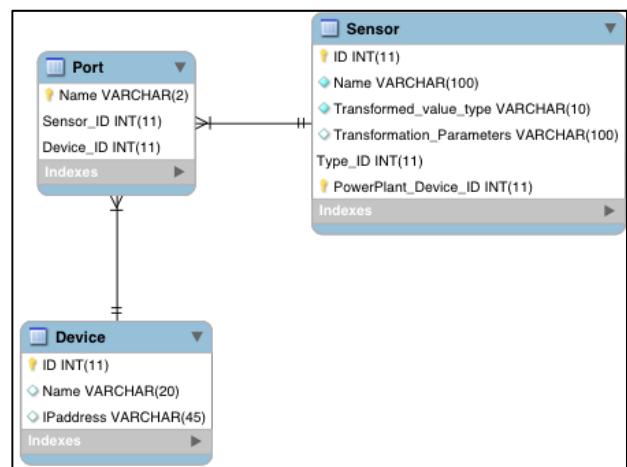 Port
Name VARCHAR(2)
Sensor_ID INT(11)
Device_ID INT(11)
Indexes
Sensor
ID INT(11)
Name VARCHAR(100)
Transformed_value_type VARCHAR(10)
Transformation_Parameters VARCHAR(100)
Type_ID INT(11)
PowerPlant_Device_ID INT(11)
Indexes
Device
ID INT(11)
Name VARCHAR(20)
IPaddress VARCHAR(45)
Indexes